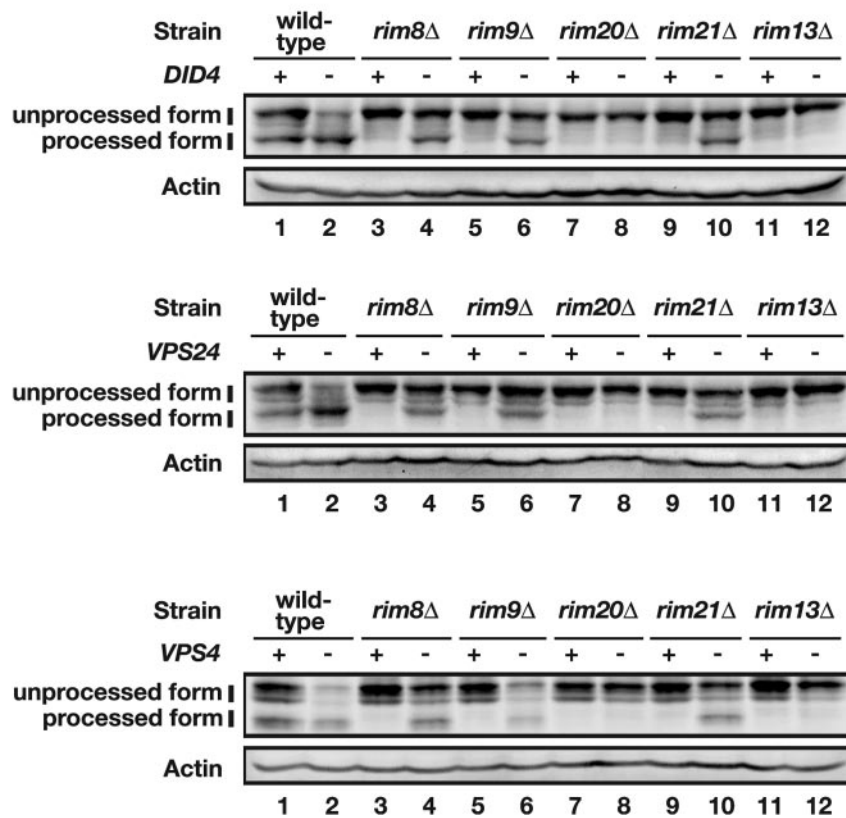 Strain wild-type rim8Δ rim9Δ rim20Δ rim21Δ rim13Δ
DID4 + - + - + - + - + - + -
unprocessed form
processed form
Actin
1 2 3 4 5 6 7 8 9 10 11 12
Strain wild-type rim8Δ rim9Δ rim20Δ rim21Δ rim13Δ
VPS24 + - + - + - + - + - + -
unprocessed form
processed form
Actin
1 2 3 4 5 6 7 8 9 10 11 12
Strain wild-type rim8Δ rim9Δ rim20Δ rim21Δ rim13Δ
VPS4 + - + - + - + - + - + -
unprocessed form
processed form
Actin
1 2 3 4 5 6 7 8 9 10 11 12